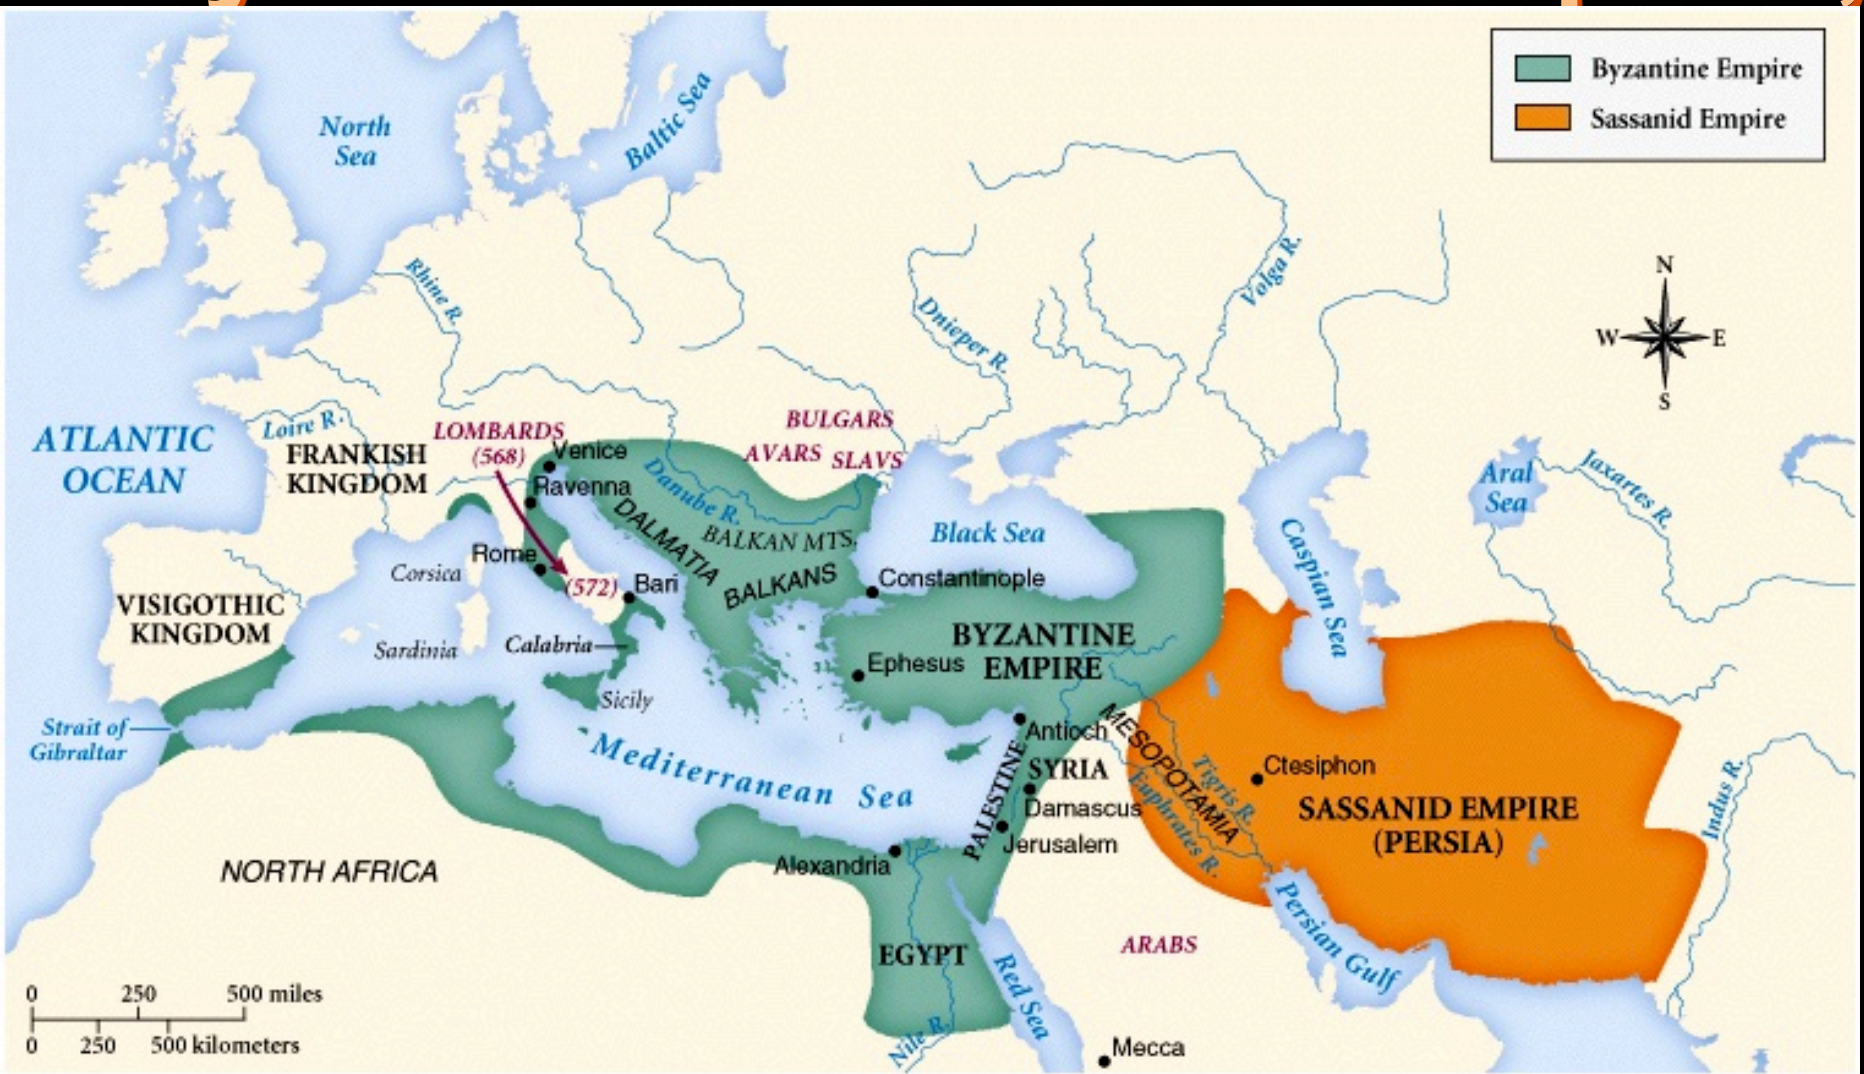 Byzantine Empire
Sassanid Empire
North
Sea
Baltic Sea
N
W
E
S
Rhine R.
Dnieper R.
Volga R.
ATLANTIC
OCEAN
Loire R.
FRANKISH
KINGDOM
LOMBARDS
(568)
Venice
Ravenna
BULGARS
AVARS
SLAVS
Danube R.
DALMATIA
BALKAN MTS.
BALKANS
Black Sea
Caspian Sea
Aral
Sea
Jaxartes R.
Rome
(572)
Bari
Corsica
Constantinople
VISIGOTHIC
KINGDOM
Sardinia
Calabria
BYZANTINE
EMPIRE
Ephesus
Sicily
Strait of
Gibraltar
Mediterranean Sea
Antioch
MESOPOTAMIA
SYRIA
PALESTINE
Tigris R.
Euphrates R.
Ctesiphon
Damascus
Jerusalem
SASSANID EMPIRE
(PERSIA)
Indus R.
NORTH AFRICA
Alexandria
Persian Gulf
EGYPT
ARABS
Red Sea
Nile R.
Mecca
0 250 500 miles
0 250 500 kilometers